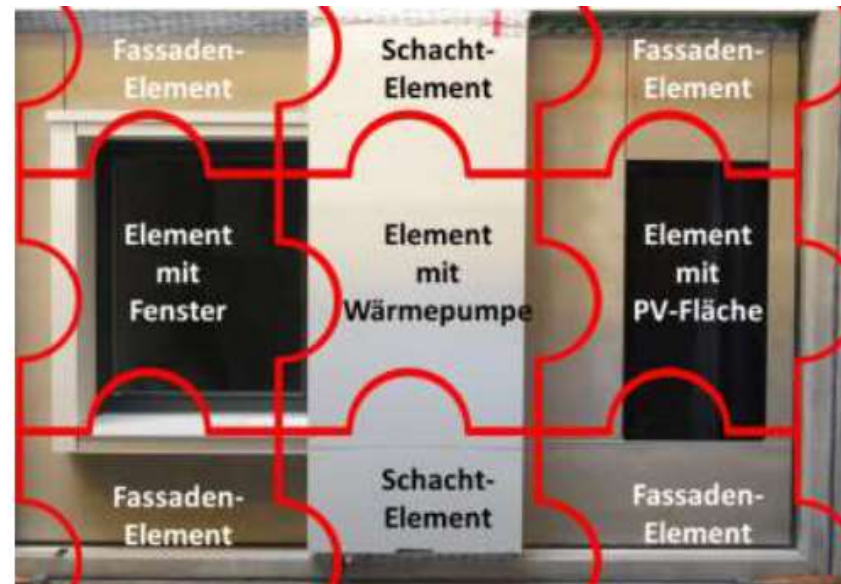 Fassaden-
Element
Schacht-
Element
Fassaden-
Element
Element
mit
Fenster
Element
mit
Wärmepumpe
Element
mit
PV-Fläche
Fassaden-
Element
Schacht-
Element
Fassaden-
Element